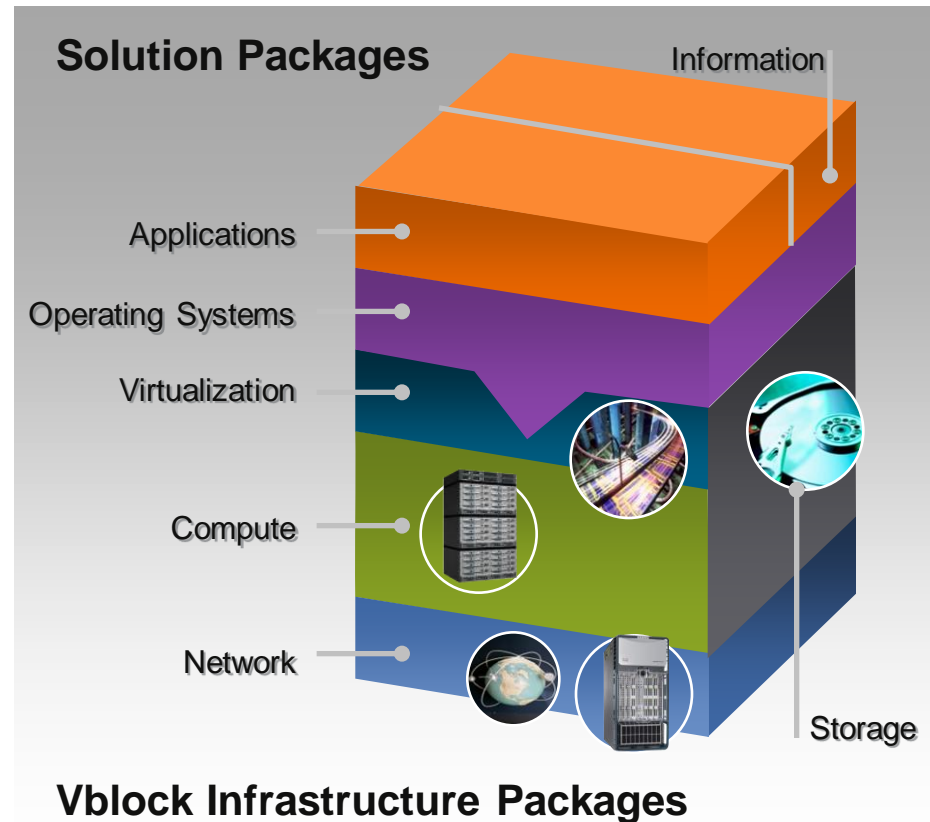 Solution Packages
Information
Applications
Operating Systems
Virtualization
Compute
Network
Storage
Vblock Infrastructure Packages